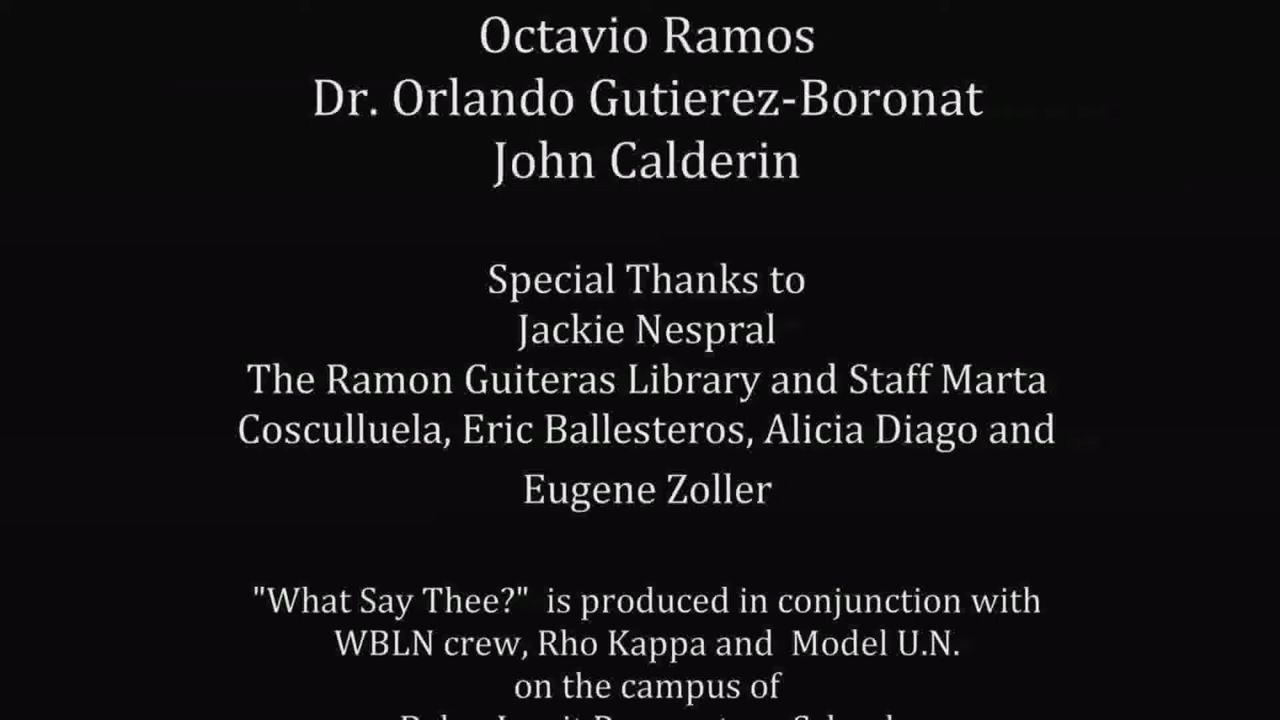 Octavio Ramos
Dr. Orlando Gutierez-Boronat
John Calderin
Special Thanks to
Jackie Nespral
The Ramon Guiteras Library and Staff Marta
Cosculluela, Eric Ballesteros, Alicia Diago and
Eugene Zoller
"What Say Thee?"  is produced in conjunction with
WBLN crew, Rho Kappa and  Model U.N.
on the campus of